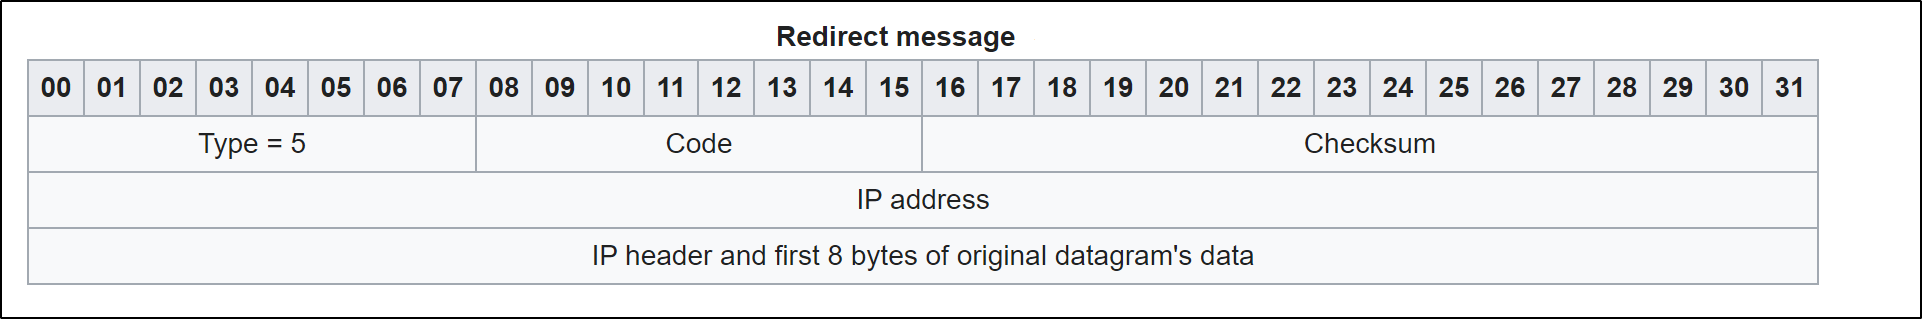 Redirect message
00 01 02 03 04 05 06 07 08 09 10 11 12 13 14 15 16 17 18 19 20 21 22 23 24 25 26 27 28 29 30 31
Type = 5 Code Checksum
IP address
IP header and first 8 bytes of original datagram's data